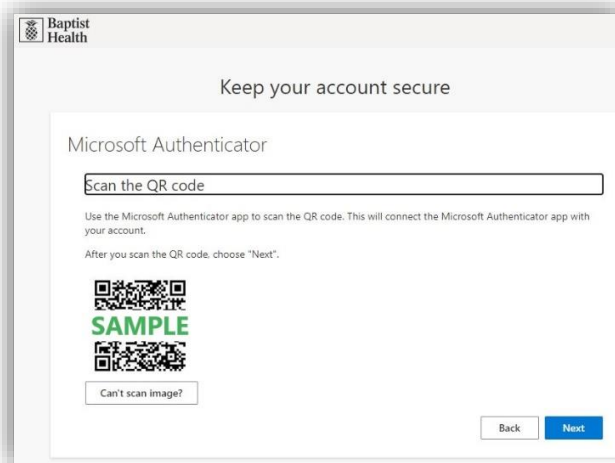 Baptist
Health
Keep your account secure
Microsoft Authenticator
Scan the QR code
Use the Microsoft Authenticator app to scan the QR code. This will connect the Microsoft Authenticator app with
your account.
After you scan the QR code, choose "Next".
SAMPLE
Can't scan image?
Back
Next